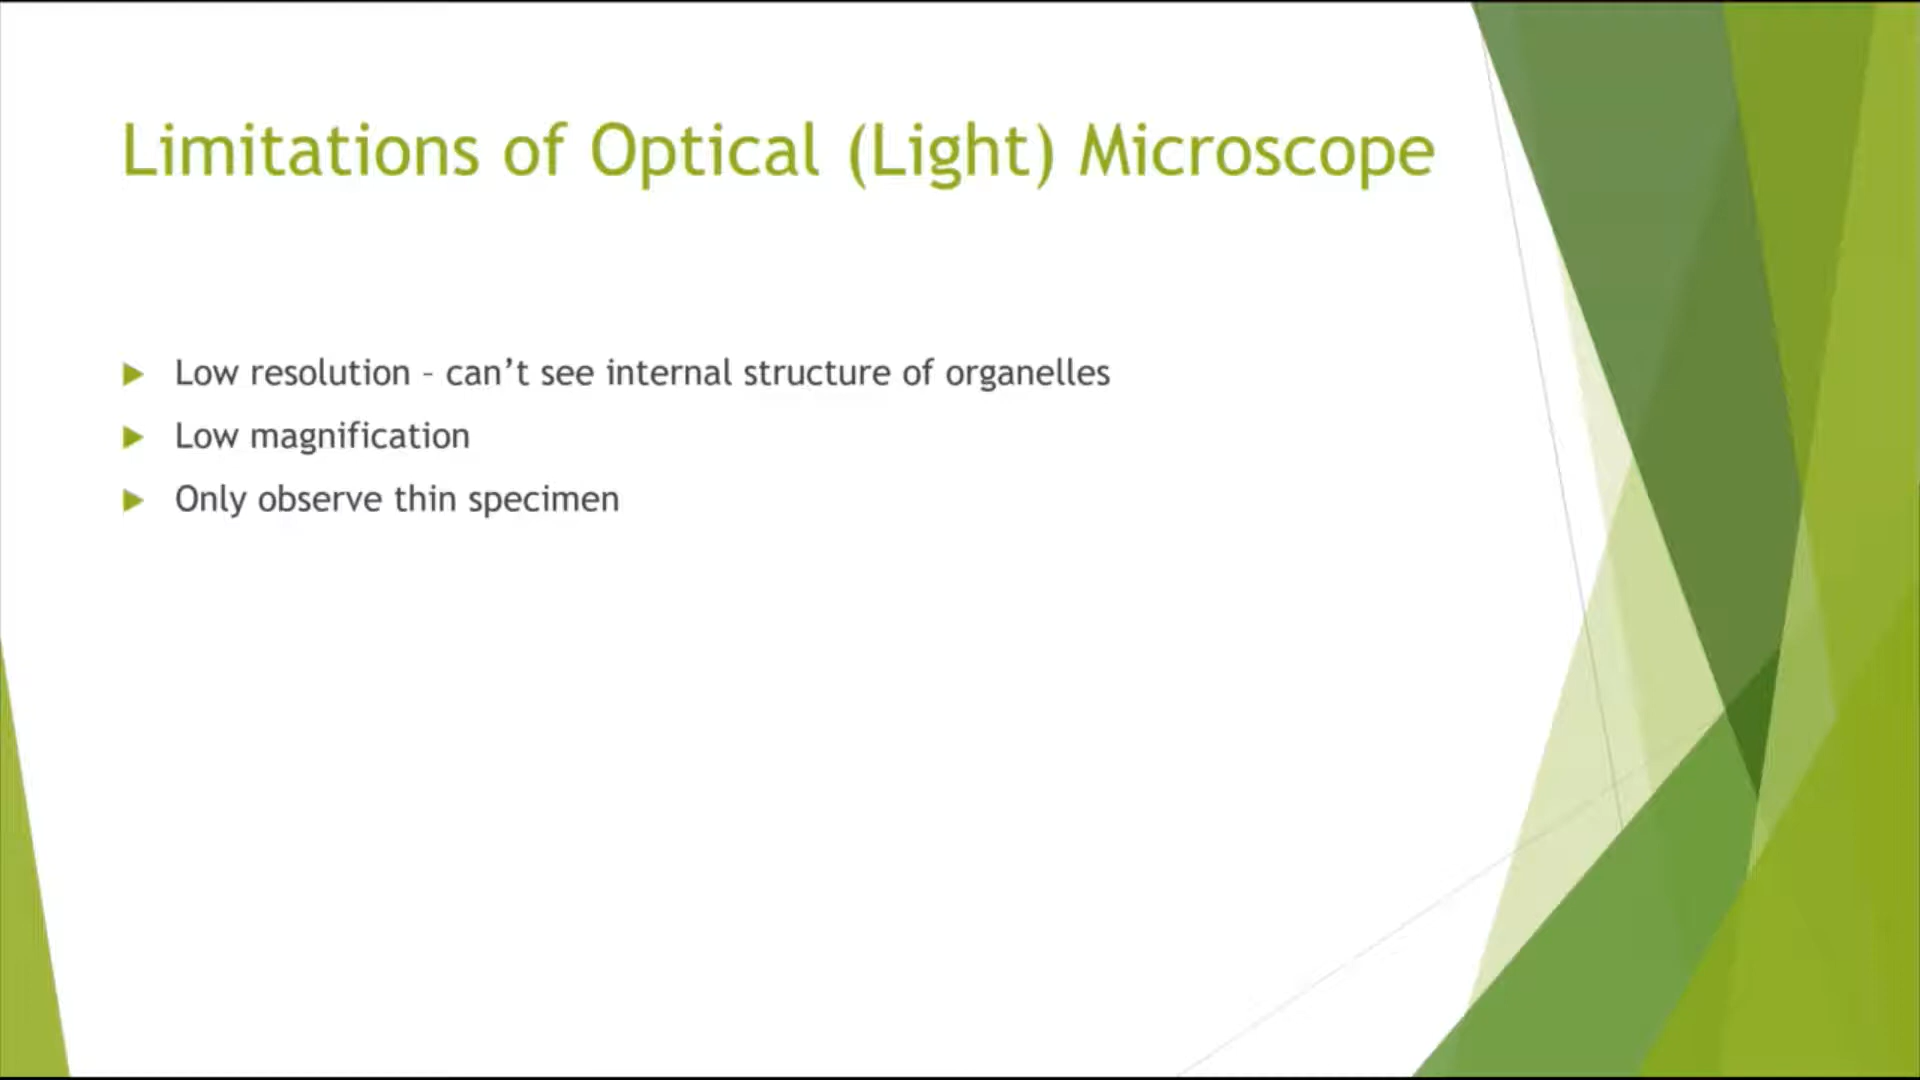 Limitations of Optical (Light) Microscope
Low resolution – can’t see internal structure of organelles
Low magnification
Only observe thin specimen